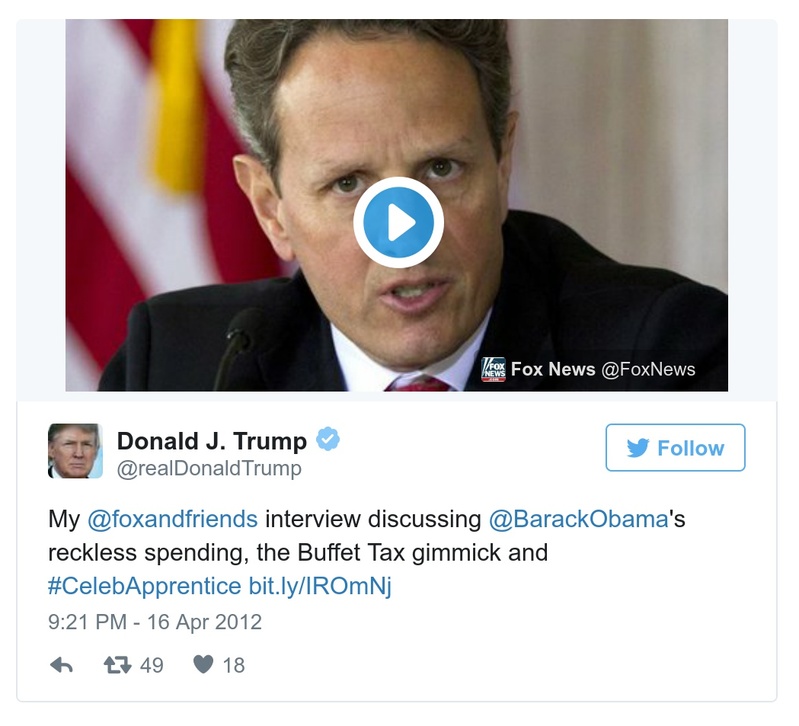 FOX NEWS Fox News @FoxNews
Donald J. Trump
@realDonaldTrump
Follow
My @foxandfriends interview discussing @BarackObama's
reckless spending, the Buffet Tax gimmick and
#CelebApprentice bit.ly/IROmNj
9:21 PM - 16 Apr 2012
49 18